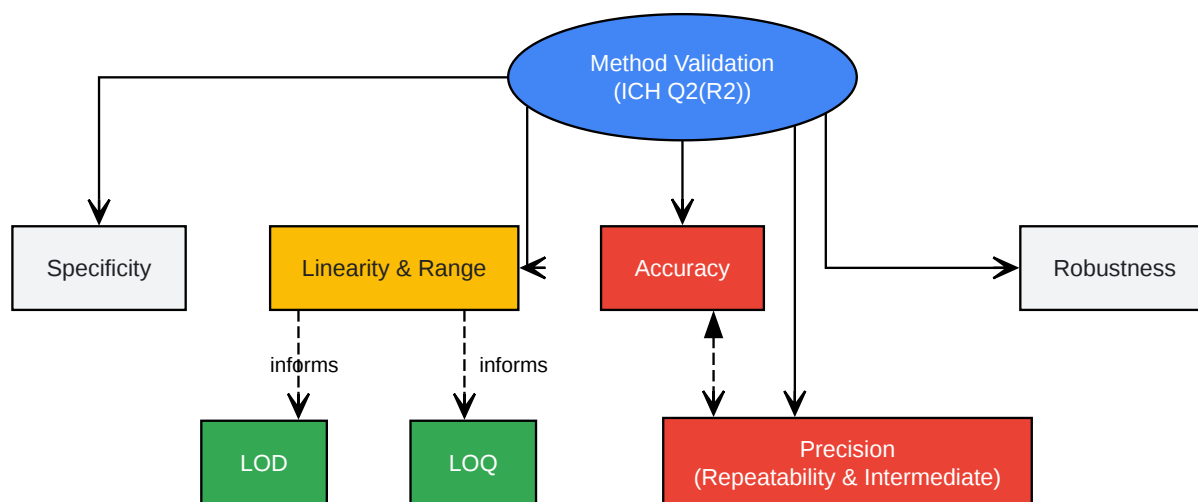 Method Validation
(ICH Q2(R2))
Specificity
Linearity & Range
Accuracy
Robustness
informs
informs
LOD
LOQ
Precision
(Repeatability & Intermediate)